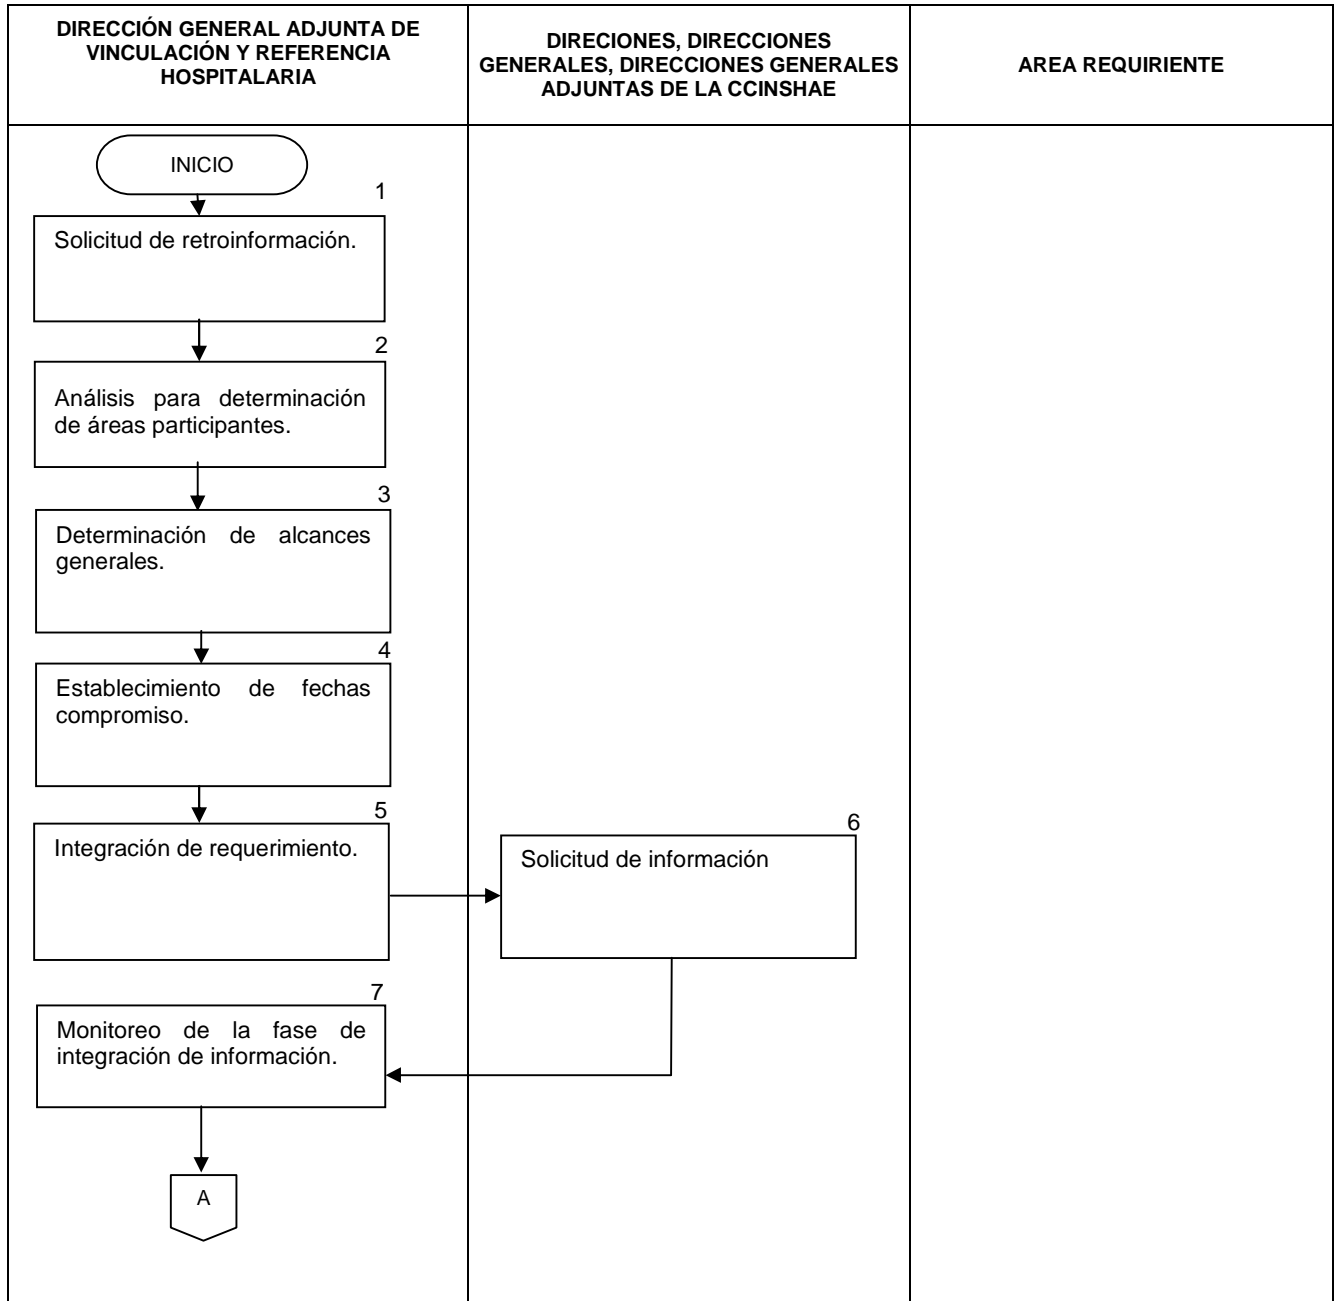 DIRECCIÓN GENERAL ADJUNTA DE
VINCULACIÓN Y REFERENCIA
HOSPITALARIA
DIRECIONES, DIRECCIONES
GENERALES, DIRECCIONES GENERALES
ADJUNTAS DE LA CCINSHAE
AREA REQUIRIENTE
INICIO
1
Solicitud de retroinformación.
2
Análisis para determinación
de áreas participantes.
3
Determinación de alcances
generales.
4
Establecimiento de fechas
compromiso.
5
Integración de requerimiento.
6
Solicitud de información
7
Monitoreo de la fase de
integración de información.
A